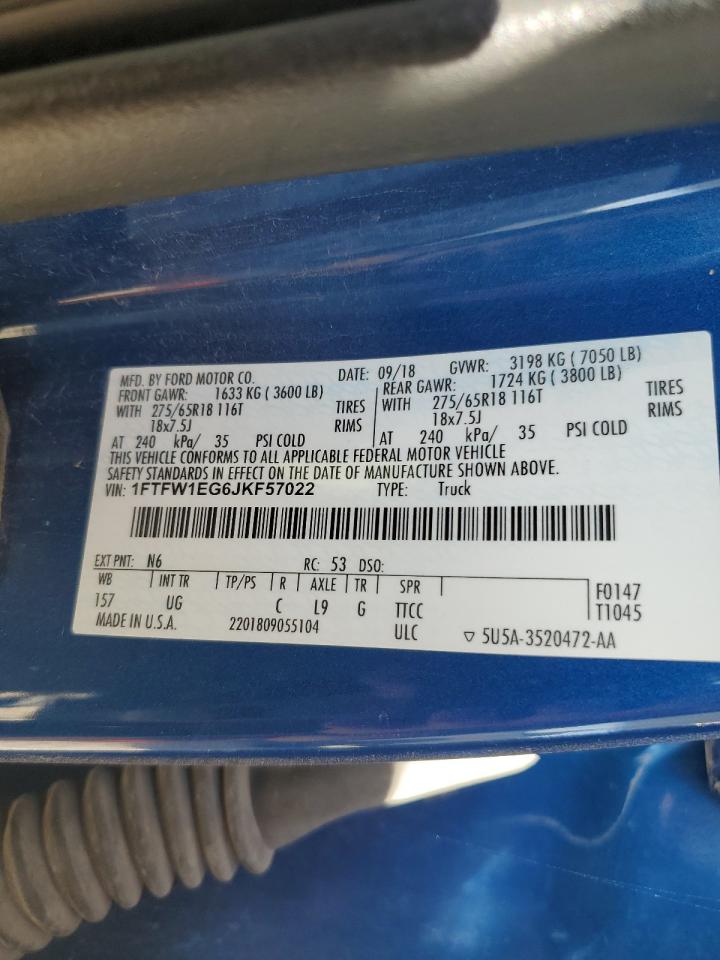 MFD. BY FORD MOTOR CO. DATE: 09/18 GVWR: 3198 KG ( 7050 LB)
FRONT GAWR: 1633 KG ( 3600 LB) REAR GAWR: 1724 KG ( 3800 LB)
WITH 275/65R18 116T TIRES WITH 275/65R18 116T TIRES
18x7.5J RIMS 18x7.5J RIMS
AT 240 kPa/ 35 PSI COLD AT 240 kPa/ 35 PSI COLD
THIS VEHICLE CONFORMS TO ALL APPLICABLE FEDERAL MOTOR VEHICLE
SAFETY STANDARDS IN EFFECT ON THE DATE OF MANUFACTURE SHOWN ABOVE.
VIN: 1FTFW1EG6JKF57022 TYPE: Truck
EXT PNT: N6 RC: 53 DSO:
WB | INT TR | TP/PS | R | AXLE | TR | SPR | F0147
157 UG C L9 G TTCC T1045
MADE IN U.S.A. 2201809055104 ULC ▽ 5U5A-3520472-AA